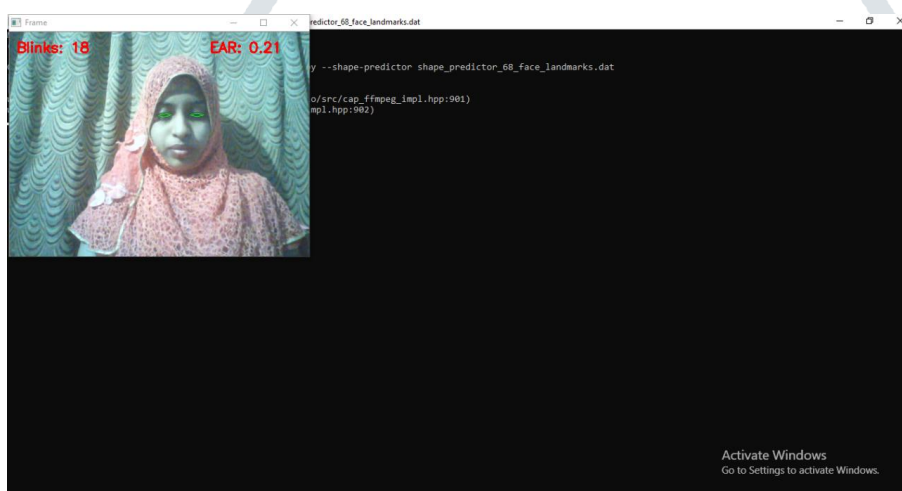 Frame
redictor_68_face_landmarks.dat
Blinks: 18
EAR: 0.21
y --shape-predictor shape_predictor_68_face_landmarks.dat
o/src/cap_ffmpeg_impl.hpp:901)
mpl.hpp:902)
Activate Windows
Go to Settings to activate Windows.